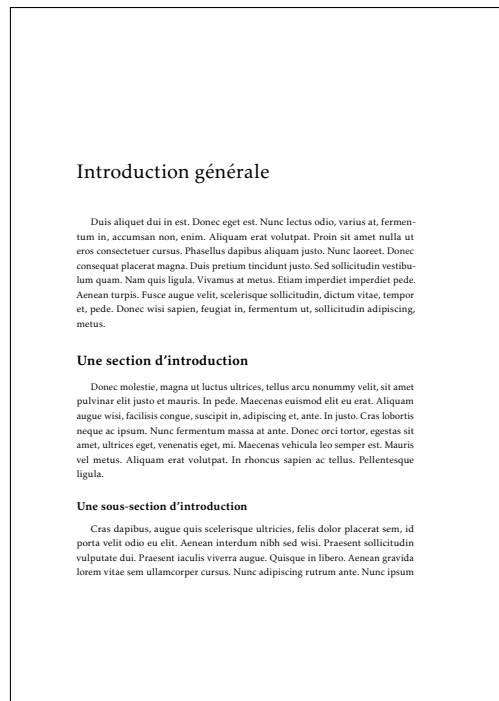 Introduction générale
Duis aliquet dui in est. Donec eget est. Nunc lectus odio, varius at, fermen-
tum in, accumsan non, enim. Aliquam erat volutpat. Proin sit amet nulla ut
eros consectetuer cursus. Phasellus dapibus aliquam justo. Nunc laoreet. Donec
consequat placerat magna. Duis pretium tincidunt justo. Sed sollicitudin vestibu-
lum quam. Nam quis ligula. Vivamus at metus. Etiam imperdiet imperdiet pede.
Aenean turpis. Fusce augue velit, scelerisque sollicitudin, dictum vitae, tempor
et, pede. Donec wisi sapien, feugiat in, fermentum ut, sollicitudin adipiscing,
metus.
Une section d’introduction
Donec molestie, magna ut luctus ultrices, tellus arcu nonummy velit, sit amet
pulvinar elit justo et mauris. In pede. Maecenas euismod elit eu erat. Aliquam
augue wisi, facilisis congue, suscipit in, adipiscing et, ante. In justo. Cras lobortis
neque ac ipsum. Nunc fermentum massa at ante. Donec orci tortor, egestas sit
amet, ultrices eget, venenatis eget, mi. Maecenas vehicula leo semper est. Mauris
vel metus. Aliquam erat volutpat. In rhoncus sapien ac tellus. Pellentesque
ligula.
Une sous-section d’introduction
Cras dapibus, augue quis scelerisque ultricies, felis dolor placerat sem, id
porta velit odio eu elit. Aenean interdum nibh sed wisi. Praesent sollicitudin
vulputate dui. Praesent iaculis viverra augue. Quisque in libero. Aenean gravida
lorem vitae sem ullamcorper cursus. Nunc adipiscing rutrum ante. Nunc ipsum